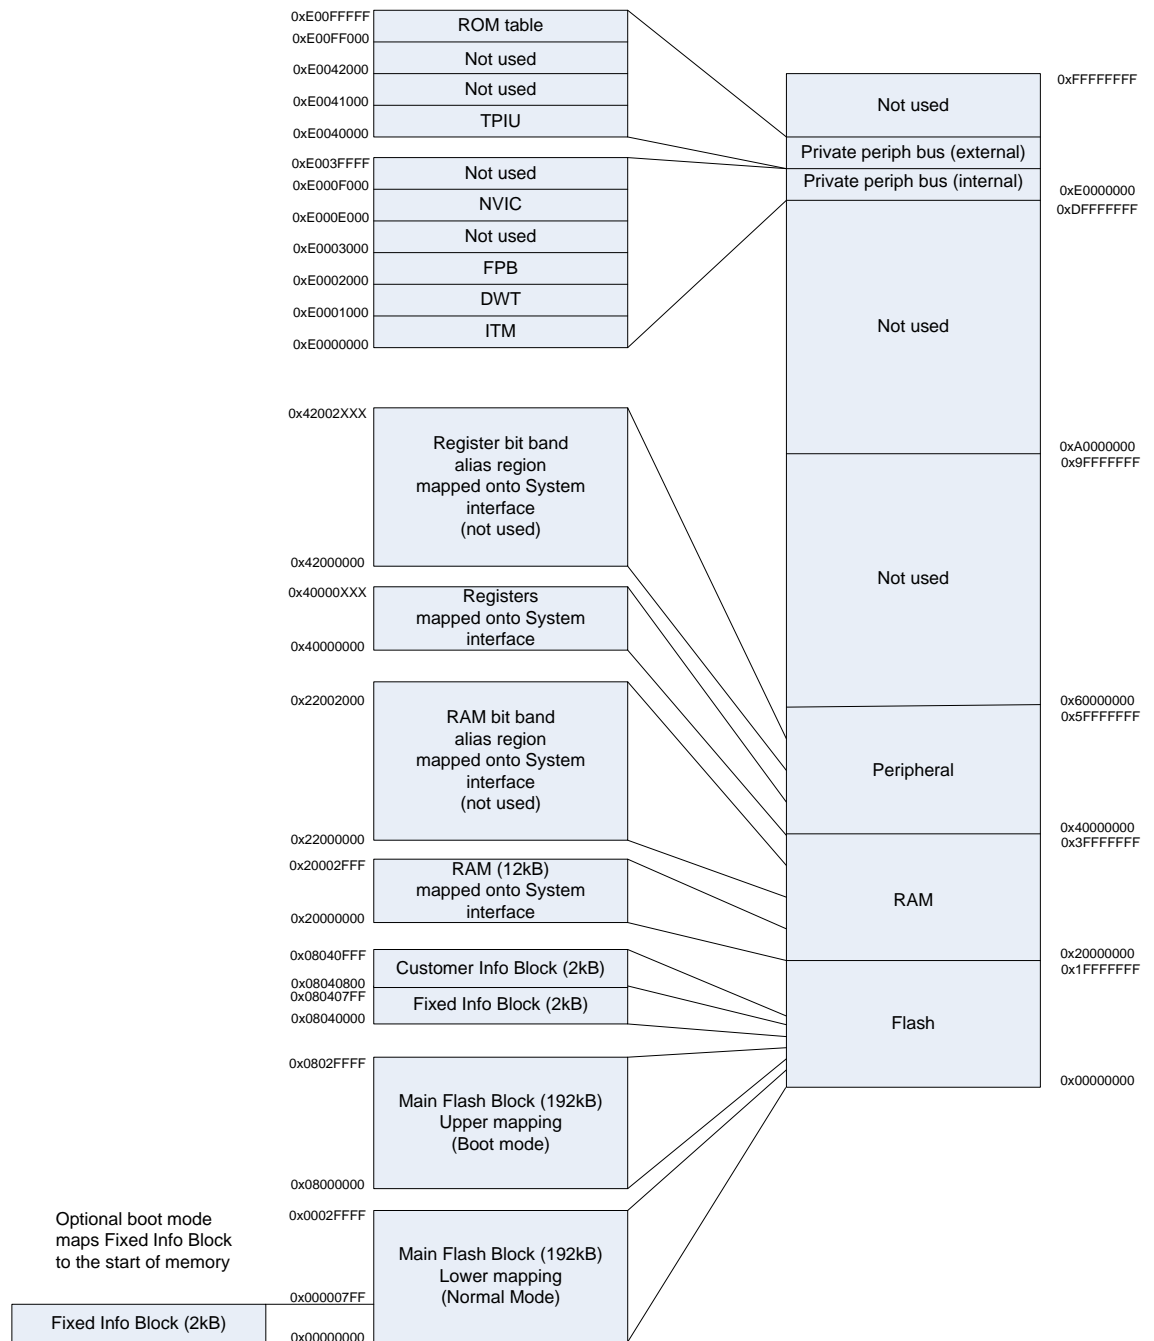 0xE00FFFFF
ROM table
0xE00FF000
Not used
0xE0042000
Not used
0xE0041000
TPIU
0xE0040000
0xE003FFFF
Not used
0xE000F000
NVIC
0xE000E000
Not used
0xE0003000
FPB
0xE0002000
DWT
0xE0001000
ITM
0xE0000000
0x42002XXX
Register bit band
alias region
mapped onto System
interface
(not used)
0x42000000
0x40000XXX
Registers
mapped onto System
interface
0x40000000
0x22002000
RAM bit band
alias region
mapped onto System
interface
(not used)
0x22000000
0x20002FFF
RAM (12kB)
mapped onto System
interface
0x20000000
0x08040FFF
Customer Info Block (2kB)
0x08040800
0x080407FF
Fixed Info Block (2kB)
0x08040000
0x0802FFFF
Main Flash Block (192kB)
Upper mapping
(Boot mode)
0x08000000
0x0002FFFF
Main Flash Block (192kB)
Lower mapping
(Normal Mode)
0x000007FF
0x00000000
Optional boot mode
maps Fixed Info Block
to the start of memory
Fixed Info Block (2kB)
0xFFFFFFFF
Not used
Private periph bus (external)
Private periph bus (internal)
0xE0000000
0xDFFFFFFF
Not used
0xA0000000
0x9FFFFFFF
Not used
0x60000000
0x5FFFFFFF
Peripheral
0x40000000
0x3FFFFFFF
RAM
0x20000000
0x1FFFFFFF
Flash
0x00000000